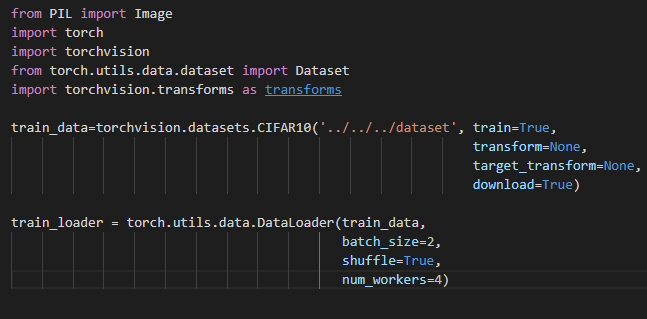 from PIL import Image
import torch
import torchvision
from torch.utils.data.dataset import Dataset
import torchvision.transforms as transforms
train_data=torchvision.datasets.CIFAR10('../../../dataset', train=True,
transform=None,
target_transform=None,
download=True)
train_loader = torch.utils.data.DataLoader(train_data,
batch_size=2,
shuffle=True,
num_workers=4)